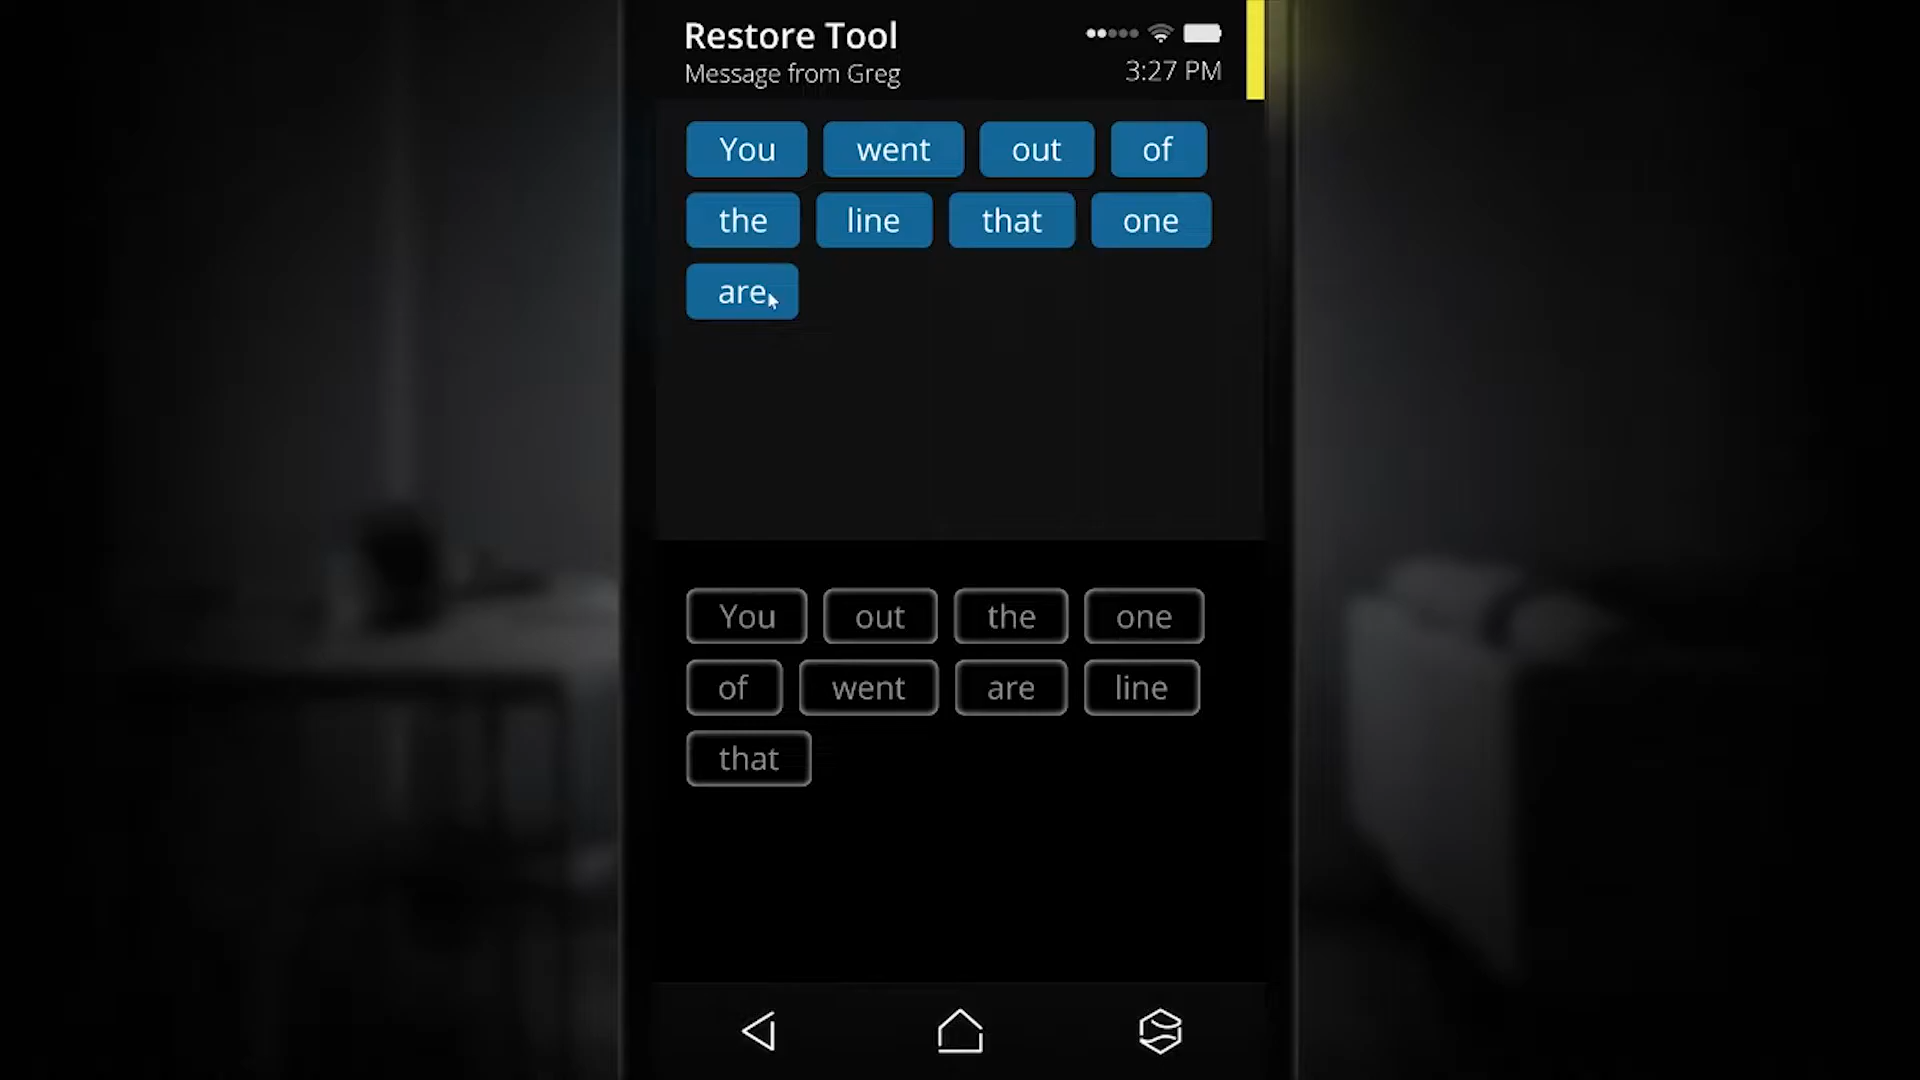 Restore Tool
Message from Greg
3:27 PM
You went out of
the line that one
are
You out the one
of went are line
that